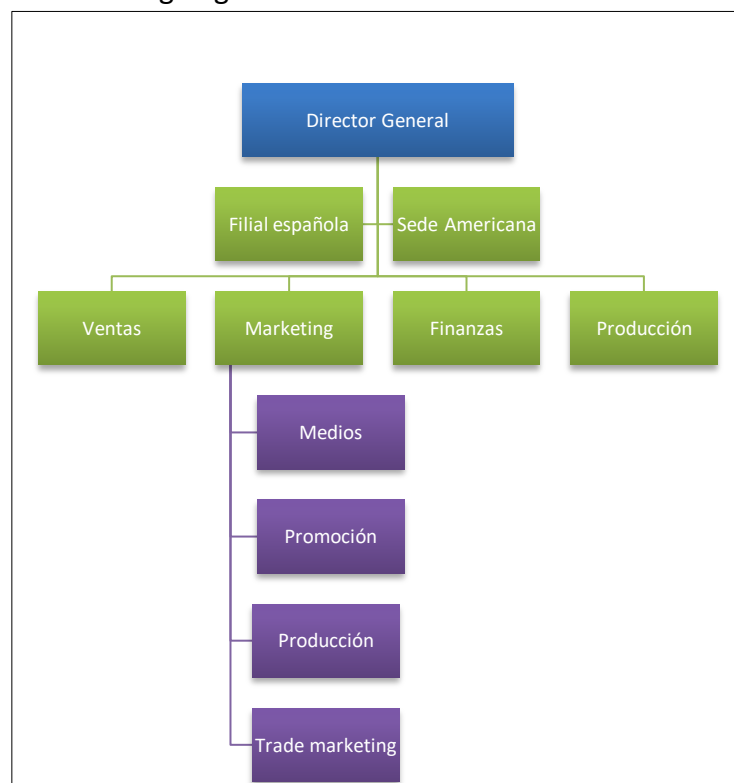 Director General
Filial española
Sede Americana
Ventas
Marketing
Finanzas
Producción
Medios
Promoción
Producción
Trade marketing